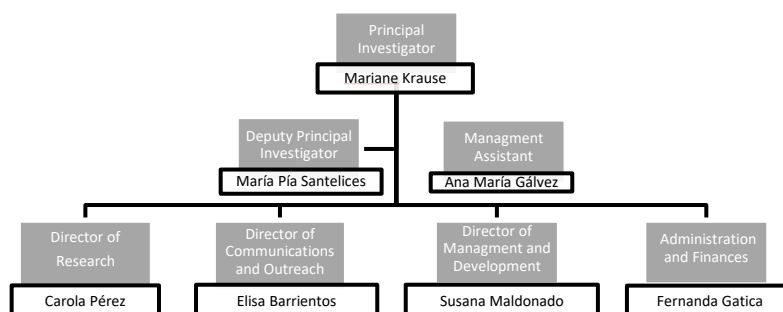 Principal
Investigator
Mariane Krause
Deputy Principal
Investigator
María Pía Santelices
Managment
Assistant
Ana María Gálvez
Director of
Research
Carola Pérez
Director of
Communications
and Outreach
Elisa Barrientos
Director of
Managment and
Development
Susana Maldonado
Administration
and Finances
Fernanda Gatica